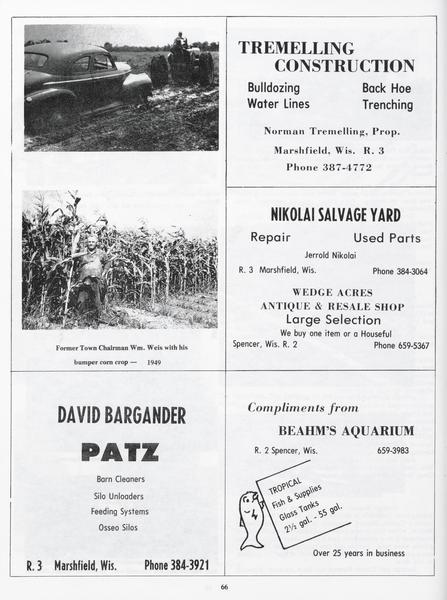 Former Town Chairman Wm. Weis with his
bumper corn crop — 1949
DAVID BARGANDER
PATZ
Barn Cleaners
Silo Unloaders
Feeding Systems
Osseo Silos
R. 3 Marshfield, Wis. Phone 384-3921
TREMELLING
CONSTRUCTION
Bulldozing Back Hoe
Water Lines Trenching
Norman Tremelling, Prop.
Marshfield, Wis. R. 3
Phone 387-4772
NIKOLAI SALVAGE YARD
Repair Used Parts
Jerrold Nikolai
R. 3 Marshfield, Wis. Phone 384-3064
WEDGE ACRES
ANTIQUE & RESALE SHOP
Large Selection
We buy one item or a Houseful
Spencer, Wis. R. 2 Phone 659-5367
Compliments from
BEAHM'S AQUARIUM
R. 2 Spencer, Wis. 659-3983
TROPICAL
Fish & Supplies
Glass Tanks
2½ gal. - 55 gal.
Over 25 years in business
66